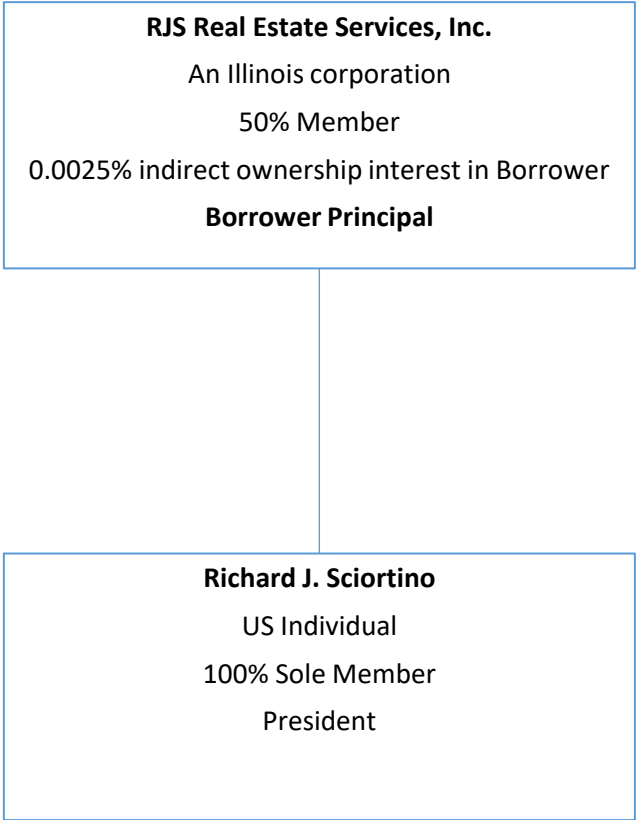 RJS Real Estate Services, Inc.
An Illinois corporation
50% Member
0.0025% indirect ownership interest in Borrower
Borrower Principal
Richard J. Sciortino
US Individual
100% Sole Member
President